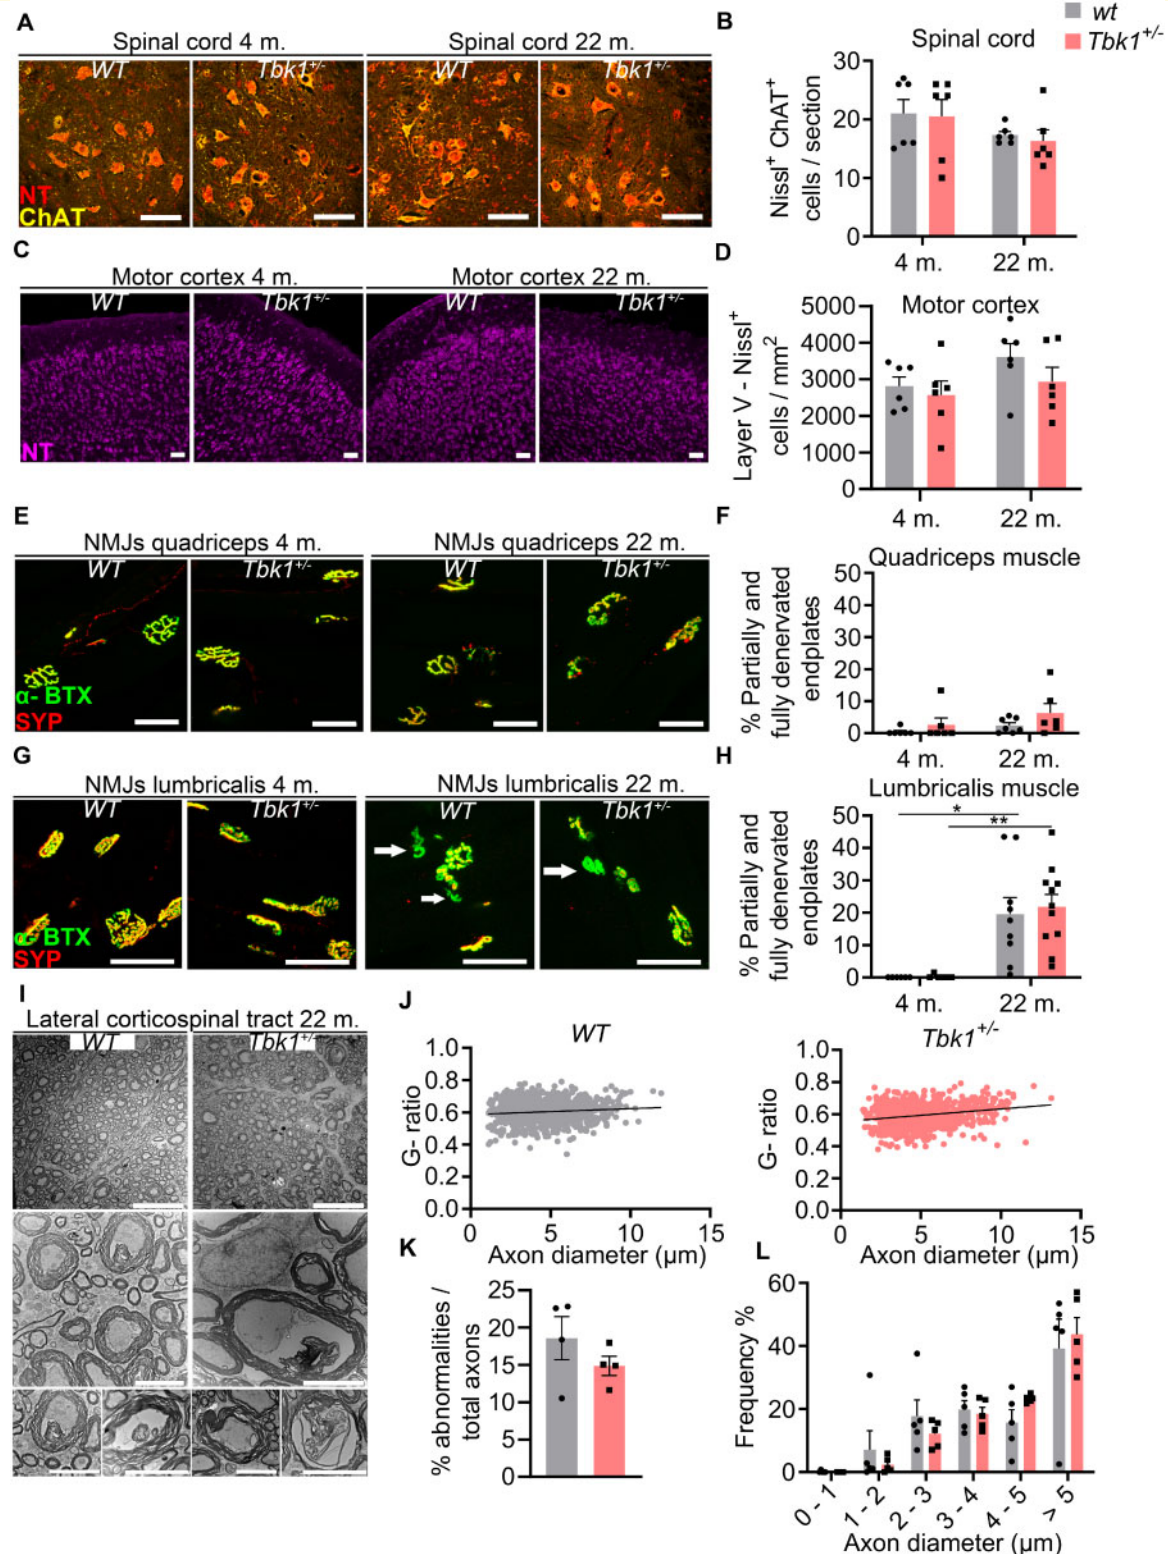 A
Spinal cord 4 m.
Spinal cord 22 m.
WT
Tbk1+/-
WT
Tbk1+/-
NT
ChAT
B
wt
Tbk1+/-
Spinal cord
Nissl+ ChAT+
cells / section
30
20
10
0
4 m.
22 m.
C
Motor cortex 4 m.
Motor cortex 22 m.
WT
Tbk1+/-
WT
Tbk1+/-
NT
D
Motor cortex
Layer V - Nissl+
cells / mm2
5000
4000
3000
2000
1000
0
4 m.
22 m.
E
NMJs quadriceps 4 m.
NMJs quadriceps 22 m.
WT
Tbk1+/-
WT
Tbk1+/-
α- BTX
SYP
F
Quadriceps muscle
% Partially and
fully denervated
endplates
50
40
30
20
10
0
4 m.
22 m.
G
NMJs lumbricalis 4 m.
NMJs lumbricalis 22 m.
WT
Tbk1+/-
WT
Tbk1+/-
α- BTX
SYP
H
Lumbricalis muscle
*
**
% Partially and
fully denervated
endplates
50
40
30
20
10
0
4 m.
22 m.
I
Lateral corticospinal tract 22 m.
WT
Tbk1+/-
J
WT
G- ratio
1.0
0.8
0.6
0.4
0.2
0.0
0
5
10
15
Axon diameter (µm)
Tbk1+/-
G- ratio
1.0
0.8
0.6
0.4
0.2
0.0
0
5
10
15
Axon diameter (µm)
K
% abnormalities /
total axons
25
20
15
10
5
0
L
Frequency %
60
40
20
0
0 - 1
1 - 2
2 - 3
3 - 4
4 - 5
> 5
Axon diameter (µm)